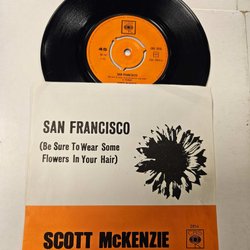 CBS
45
SAN FRANCISCO
SAN FRANCISCO
(Be Sure To Wear Some
Flowers In Your Hair)
SCOTT McKENZIE
CBS